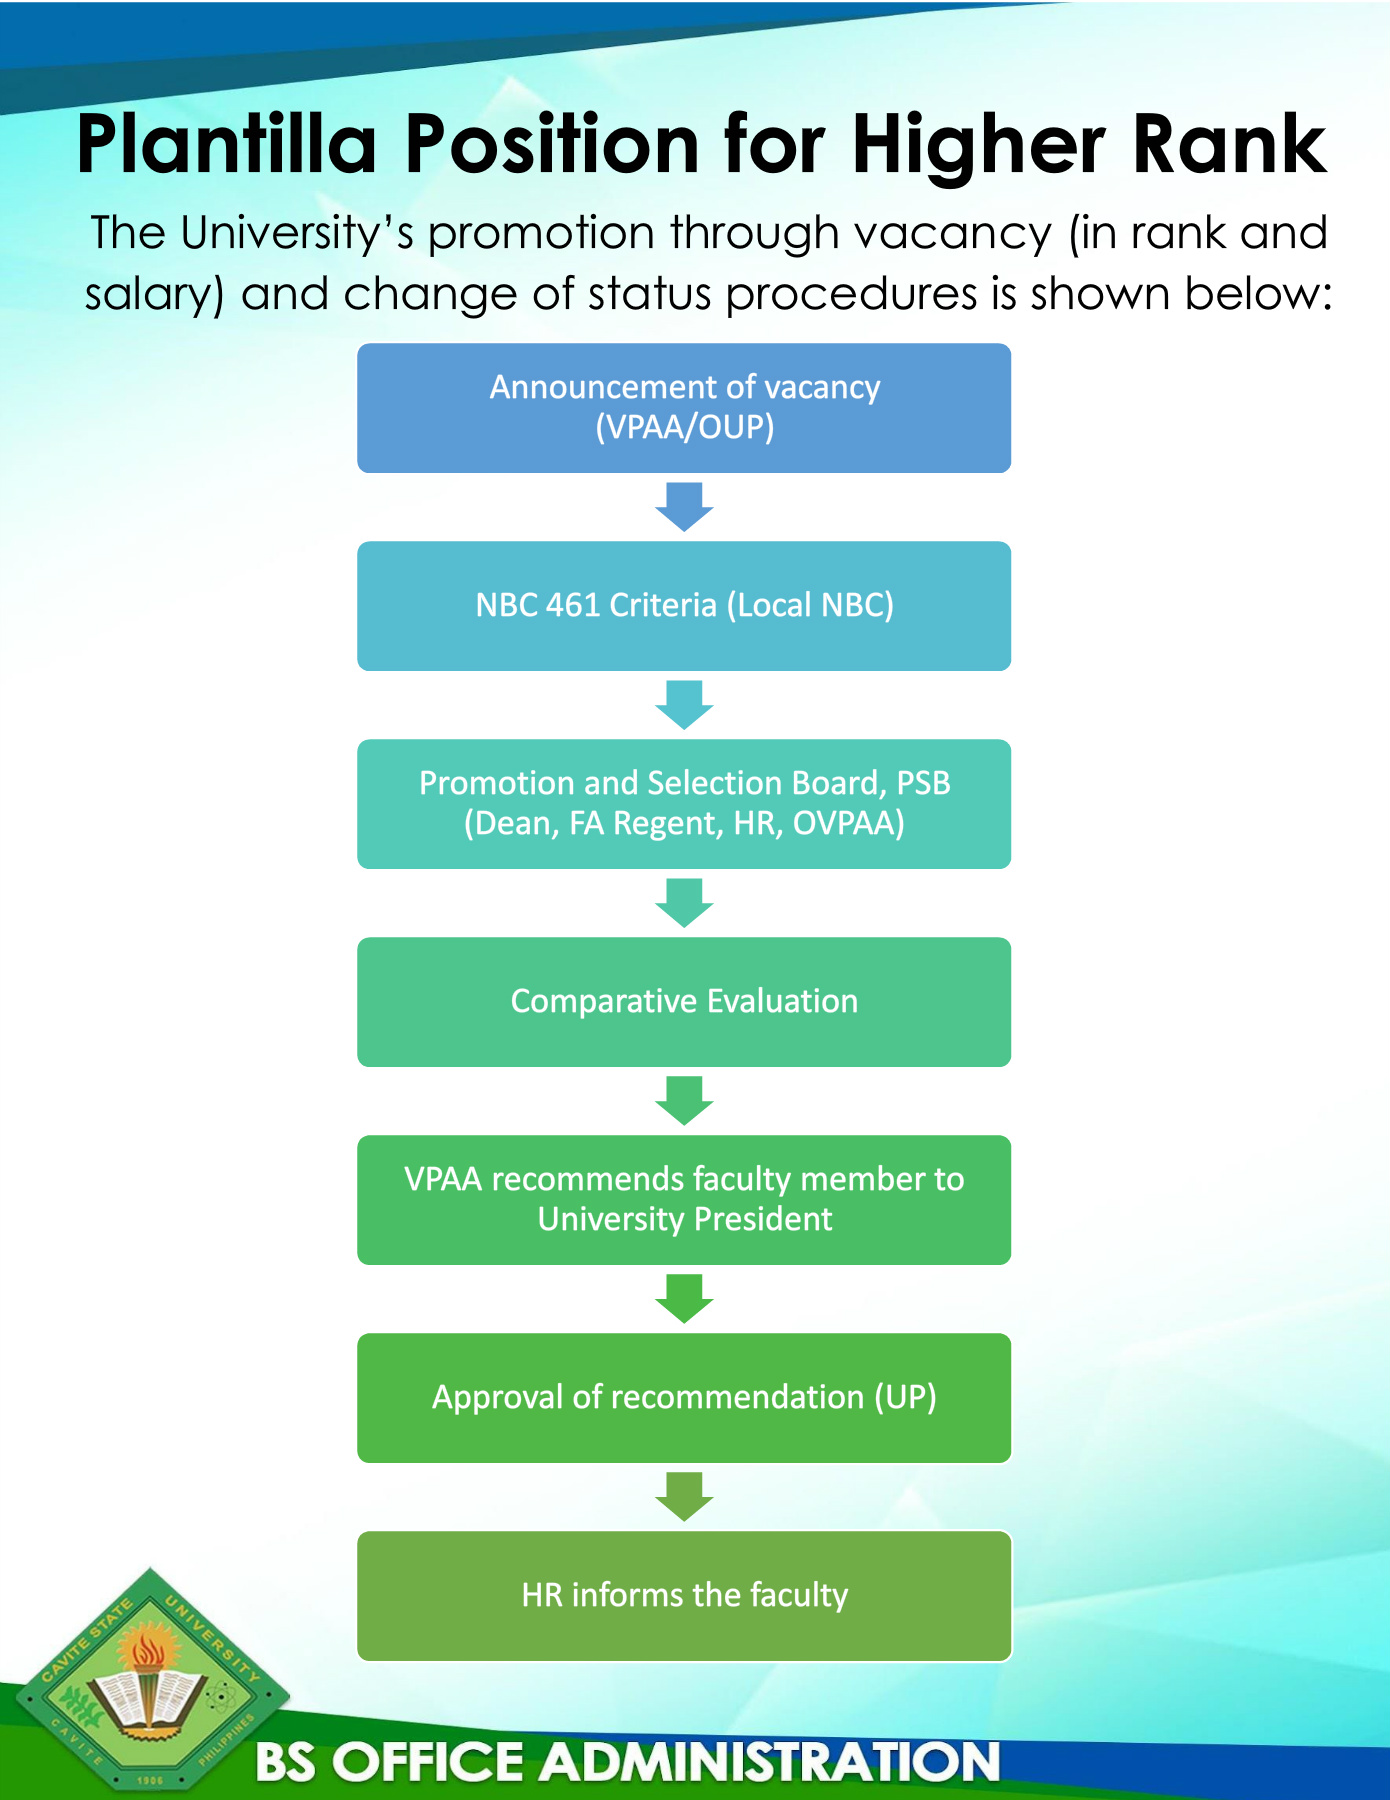 Plantilla Position for Higher Rank
The University’s promotion through vacancy (in rank and
salary) and change of status procedures is shown below:
Announcement of vacancy
(VPAA/OUP)
NBC 461 Criteria (Local NBC)
Promotion and Selection Board, PSB
(Dean, FA Regent, HR, OVPAA)
Comparative Evaluation
VPAA recommends faculty member to
University President
Approval of recommendation (UP)
HR informs the faculty
CAVITE STATE UNIVERSITY
CAVITE
1906
PHILIPPINES
BS OFFICE ADMINISTRATION